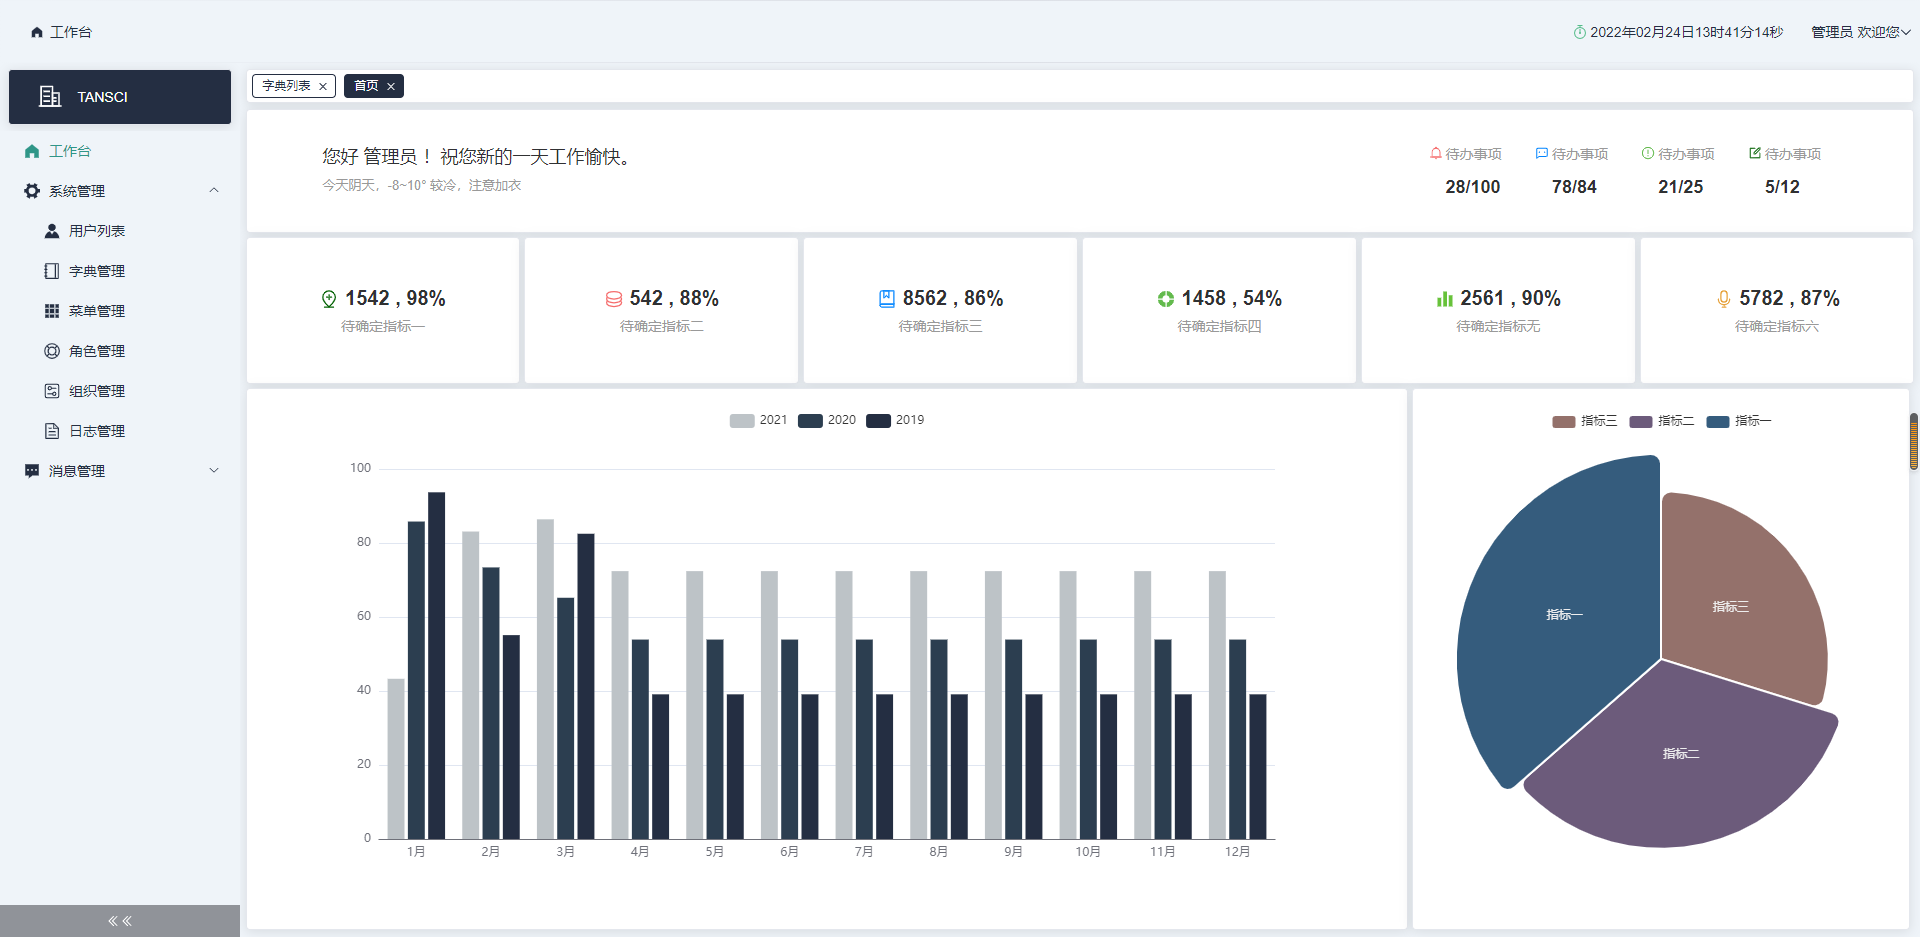 工作台
2022年02月24日13时41分14秒 管理员 欢迎您
TANSCI
工作台
系统管理
用户列表
字典管理
菜单管理
角色管理
组织管理
日志管理
消息管理
字典列表 首页
您好 管理员 ！ 祝您新的一天工作愉快。
今天阴天，-8~10° 较冷，注意加衣
待办事项 待办事项 待办事项 待办事项
28/100 78/84 21/25 5/12
1542 , 98%
待确定指标一
542 , 88%
待确定指标二
8562 , 86%
待确定指标三
1458 , 54%
待确定指标四
2561 , 90%
待确定指标无
5782 , 87%
待确定指标六
2021 2020 2019
100
80
60
40
20
0
1月 2月 3月 4月 5月 6月 7月 8月 9月 10月 11月 12月
指标三 指标二 指标一
指标三
指标一
指标二